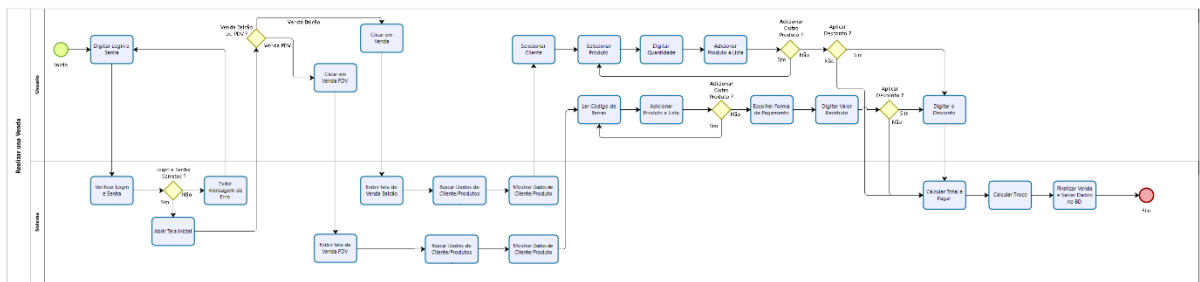 Realizar una Venda
Usuario
Sistema
Início
Digitar Login e
Senha
Venda Balcão
ou PDV ?
Venda Balcão
Venda PDV
Clicar em
Venda
Clicar em
Venda PDV
Selecionar
Cliente
Selecionar
Produto
Digitar
Quantidade
Adicionar
Produto a Lista
Adicionar
Outro
Produto ?
Sim
Não
Aplicar
Desconto ?
Não
Sim
Ler Código de
Barras
Adicionar
Produto a Lista
Adicionar
Outro
Produto ?
Sim
Não
Escolher Forma
de Pagamento
Digitar Valor
Recebido
Aplicar
Desconto ?
Sim
Não
Digitar o
Desconto
Verificar Login
e Senha
Login e Senha
Corretos ?
Não
Sim
Exibir
mensagem de
Erro
Abrir Tela Inicial
Exibir tela de
Venda Balcão
Buscar Dados de
Cliente/Produtos
Mostrar Dados de
Cliente/Produto
Exibir tela de
Venda PDV
Buscar Dados de
Cliente/Produtos
Mostrar Dados de
Cliente/Produto
Calcular Total a
Pagar
Calcular Troco
Finalizar Venda
e Salvar Dados
no BD
Fim